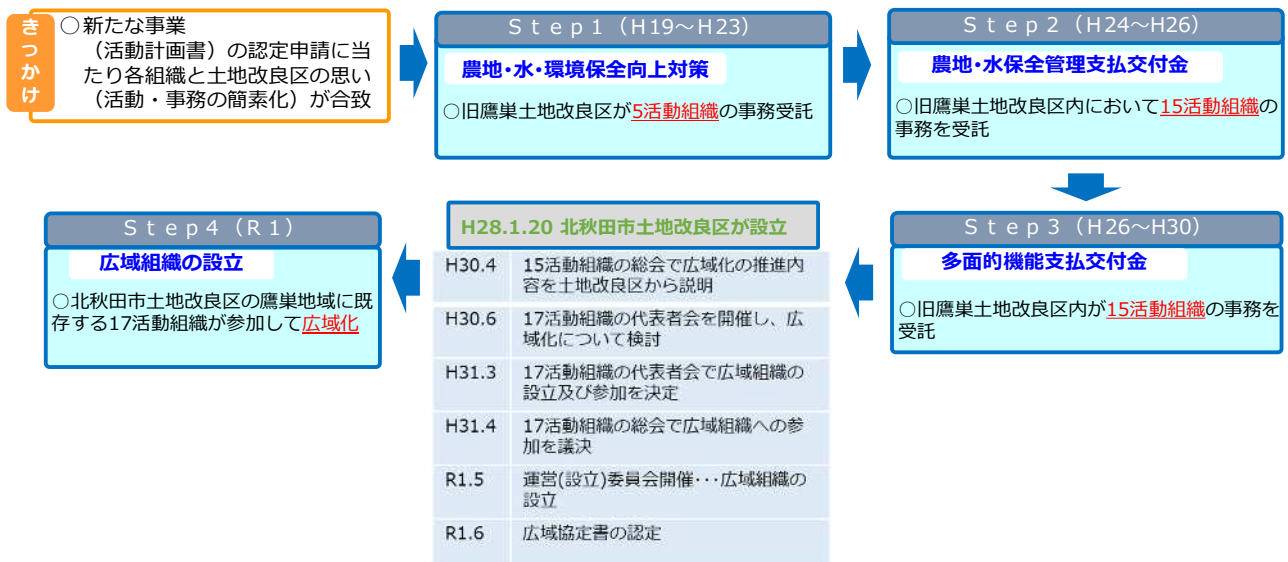 きっかけ
○新たな事業
（活動計画書）の認定申請に当
たり各組織と土地改良区の思い
（活動・事務の簡素化）が合致
Ｓｔｅｐ１（H19～H23）
農地・水・環境保全向上対策
○旧鷹巣土地改良区が5活動組織の事務受託
Ｓｔｅｐ２（H24～H26）
農地・水保全管理支払交付金
○旧鷹巣土地改良区内において15活動組織の
事務を受託
Ｓｔｅｐ３（H26～H30）
多面的機能支払交付金
○旧鷹巣土地改良区内が15活動組織の事務を
受託
H28.1.20 北秋田市土地改良区が設立
H30.4 15活動組織の総会で広域化の推進内
容を土地改良区から説明
H30.6 17活動組織の代表者会を開催し、広
域化について検討
H31.3 17活動組織の代表者会で広域組織の
設立及び参加を決定
H31.4 17活動組織の総会で広域組織への参
加を議決
R1.5 運営(設立)委員会開催･･･広域組織の
設立
R1.6 広域協定書の認定
Ｓｔｅｐ４（R１）
広域組織の設立
○北秋田市土地改良区の鷹巣地域に既
存する17活動組織が参加して広域化